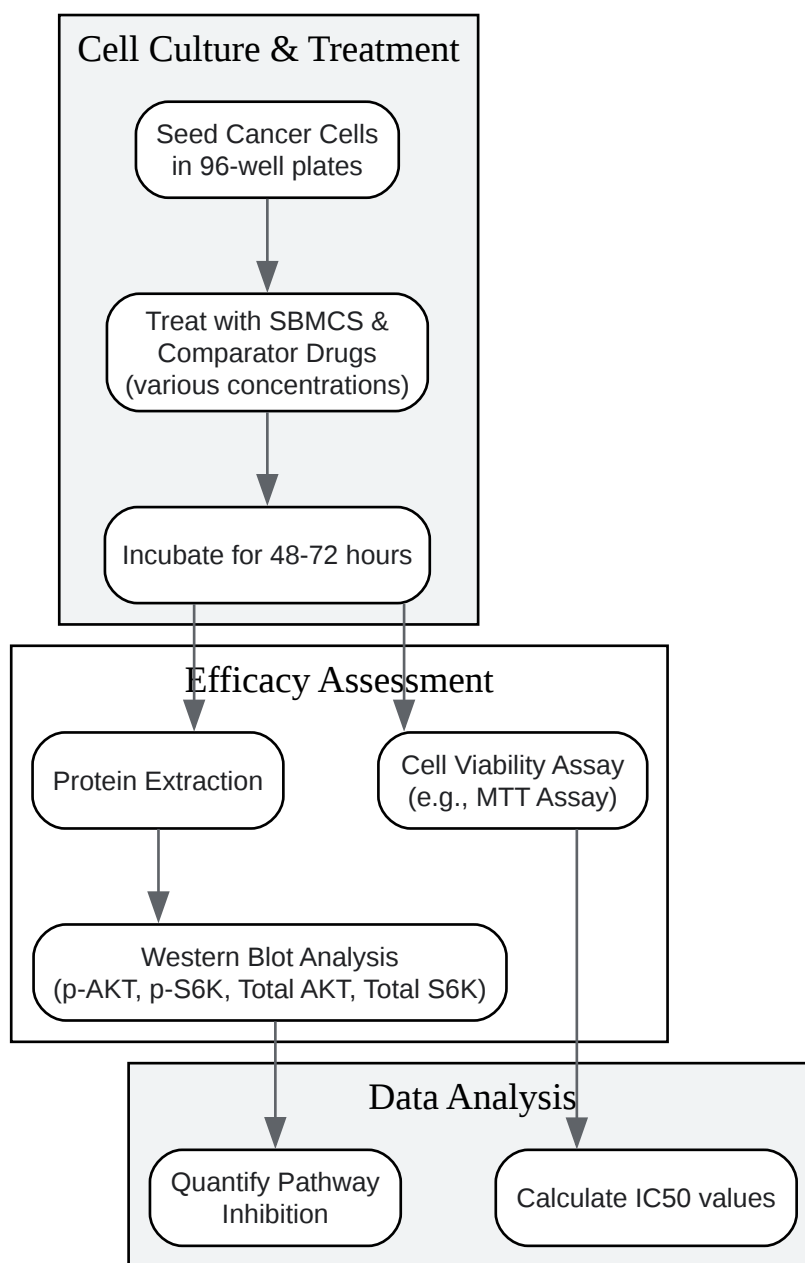 Cell Culture & Treatment
Seed Cancer Cells
in 96-well plates
Treat with SBMCS &
Comparator Drugs
(various concentrations)
Incubate for 48-72 hours
Efficacy Assessment
Protein Extraction
Cell Viability Assay
(e.g., MTT Assay)
Western Blot Analysis
(p-AKT, p-S6K, Total AKT, Total S6K)
Data Analysis
Quantify Pathway
Inhibition
Calculate IC50 values